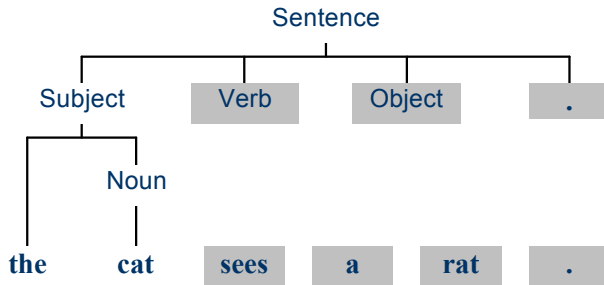 Sentence
Subject Verb Object .
Noun
the cat sees a rat .